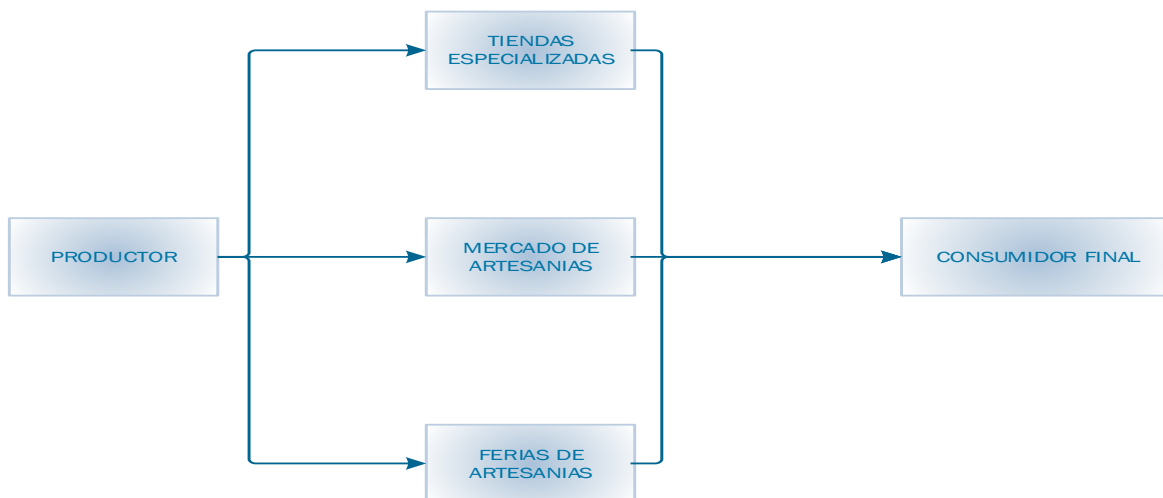 TIENDAS
ESPECIALIZADAS
PRODUCTOR
MERCADO DE
ARTESANIAS
CONSUMIDOR FINAL
FERIAS DE
ARTESANIAS